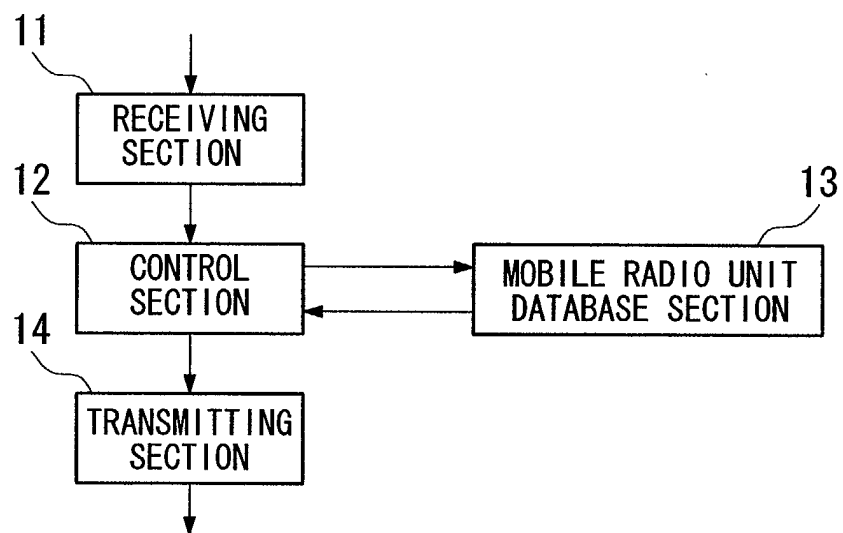 11
RECEIVING
SECTION
12
CONTROL
SECTION
13
MOBILE RADIO UNIT
DATABASE SECTION
14
TRANSMITTING
SECTION